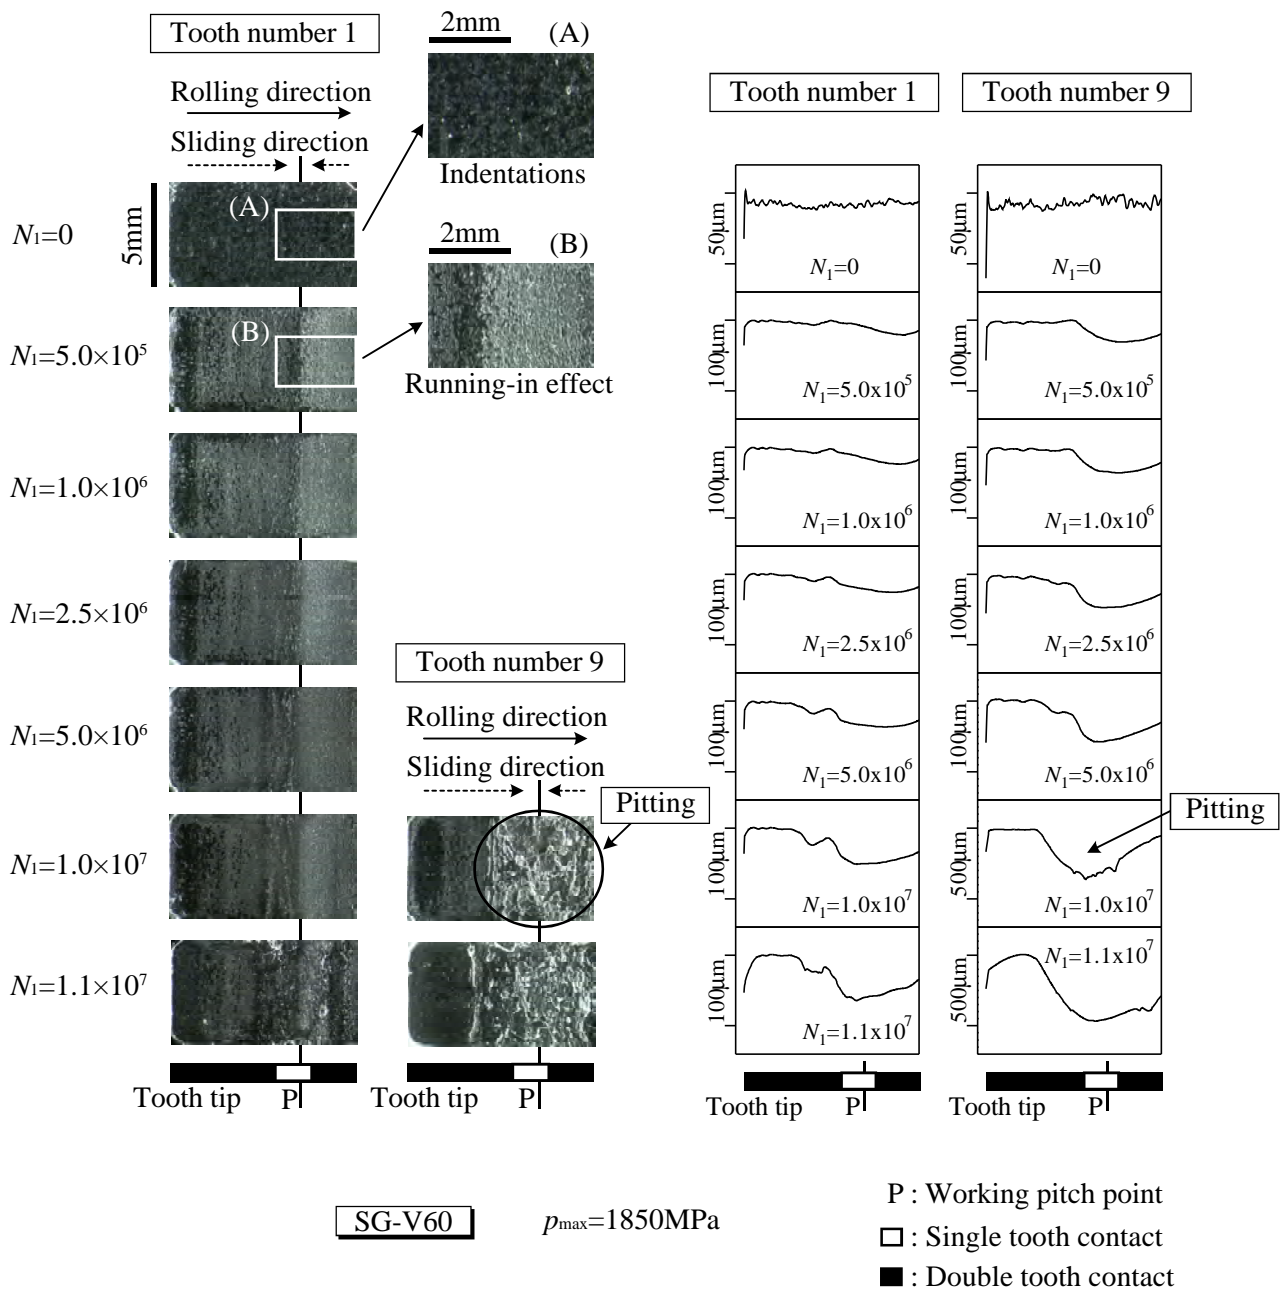 Tooth number 1
Rolling direction
Sliding direction
2mm (A)
Indentations
2mm (B)
Running-in effect
5mm
(A)
(B)
N1=0
N1=5.0×10^5
N1=1.0×10^6
N1=2.5×10^6
N1=5.0×10^6
N1=1.0×10^7
N1=1.1×10^7
Tooth tip P
Tooth number 9
Rolling direction
Sliding direction
Pitting
Tooth tip P
Tooth number 1
50μm
N1=0
100μm
N1=5.0x10^5
100μm
N1=1.0x10^6
100μm
N1=2.5x10^6
100μm
N1=5.0x10^6
100μm
N1=1.0x10^7
100μm
N1=1.1x10^7
Tooth tip P
Tooth number 9
50μm
N1=0
100μm
N1=5.0x10^5
100μm
N1=1.0x10^6
100μm
N1=2.5x10^6
100μm
N1=5.0x10^6
Pitting
500μm
N1=1.0x10^7
500μm
N1=1.1x10^7
Tooth tip P
SG-V60 pmax=1850MPa
P : Working pitch point
: Single tooth contact
: Double tooth contact